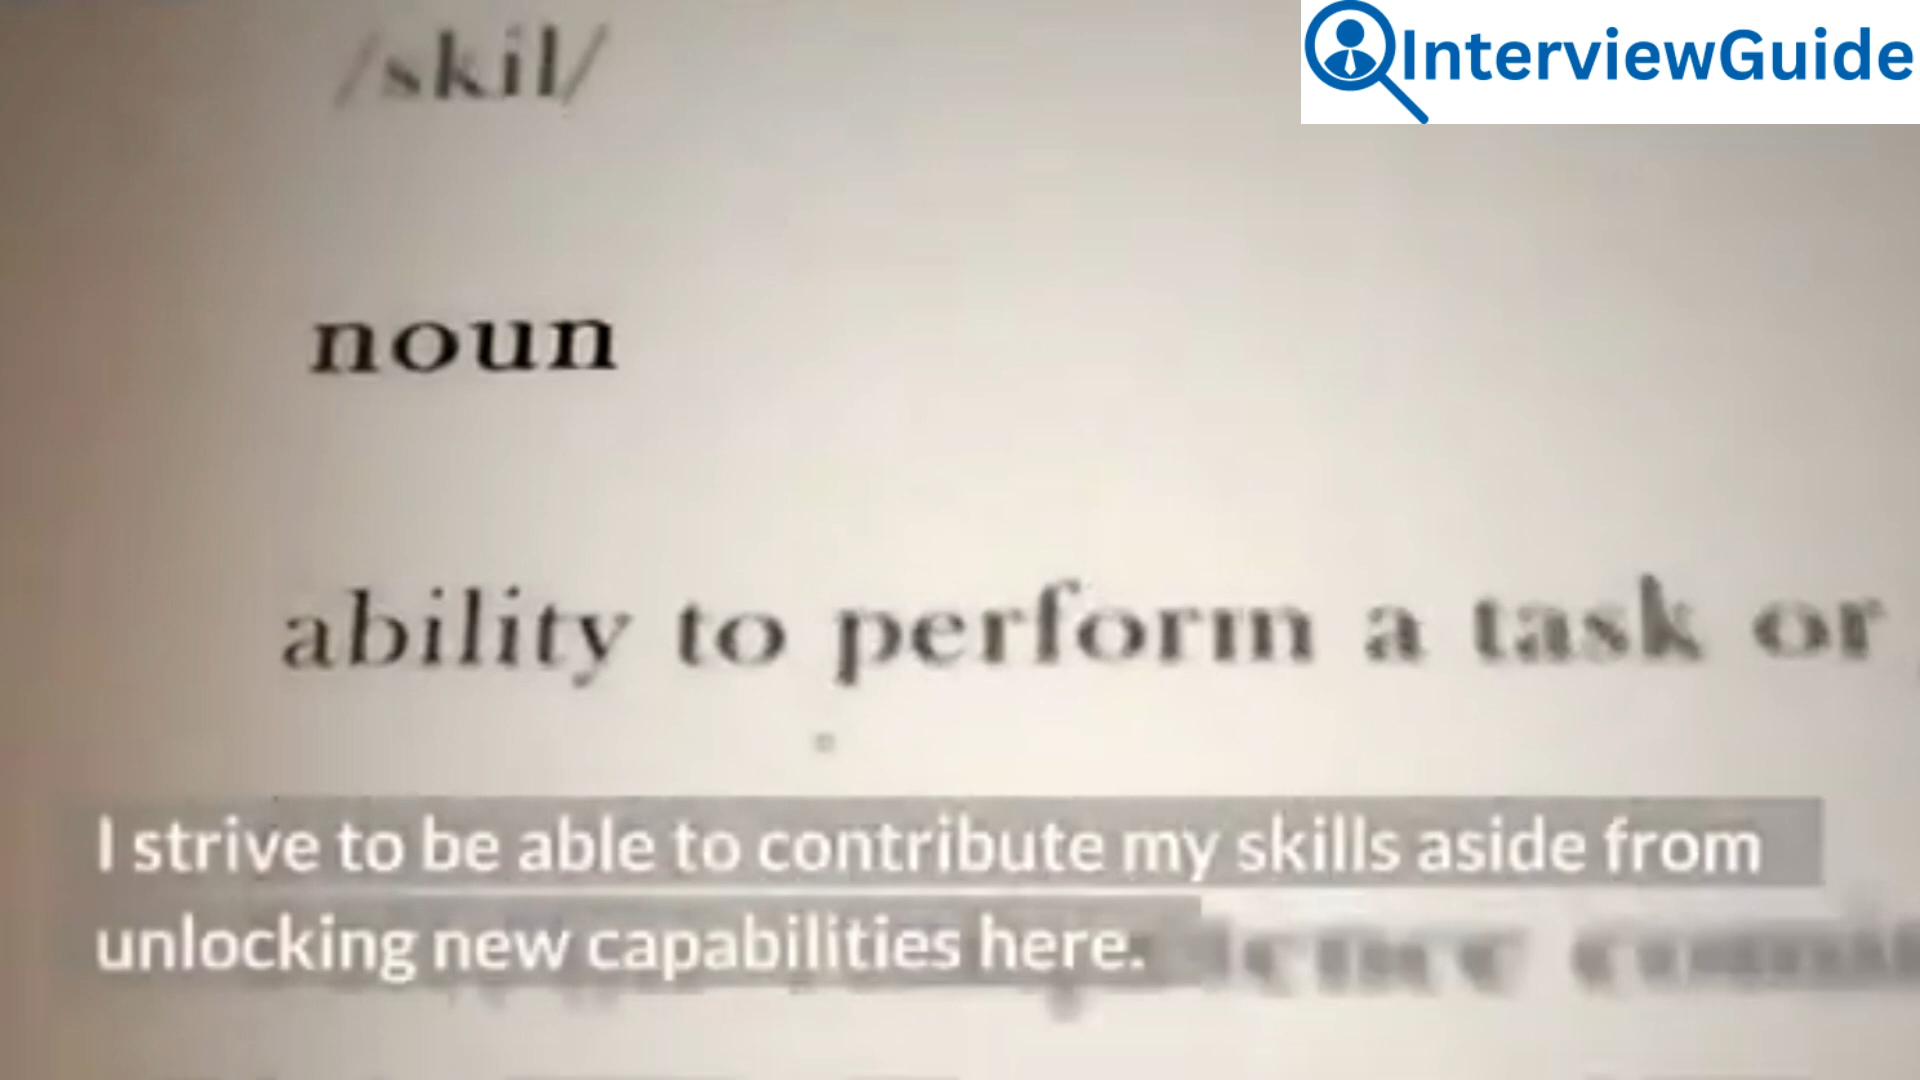 InterviewGuide
/skil/
noun
ability to perform a task or
I strive to be able to contribute my skills aside from
unlocking new capabilities here.